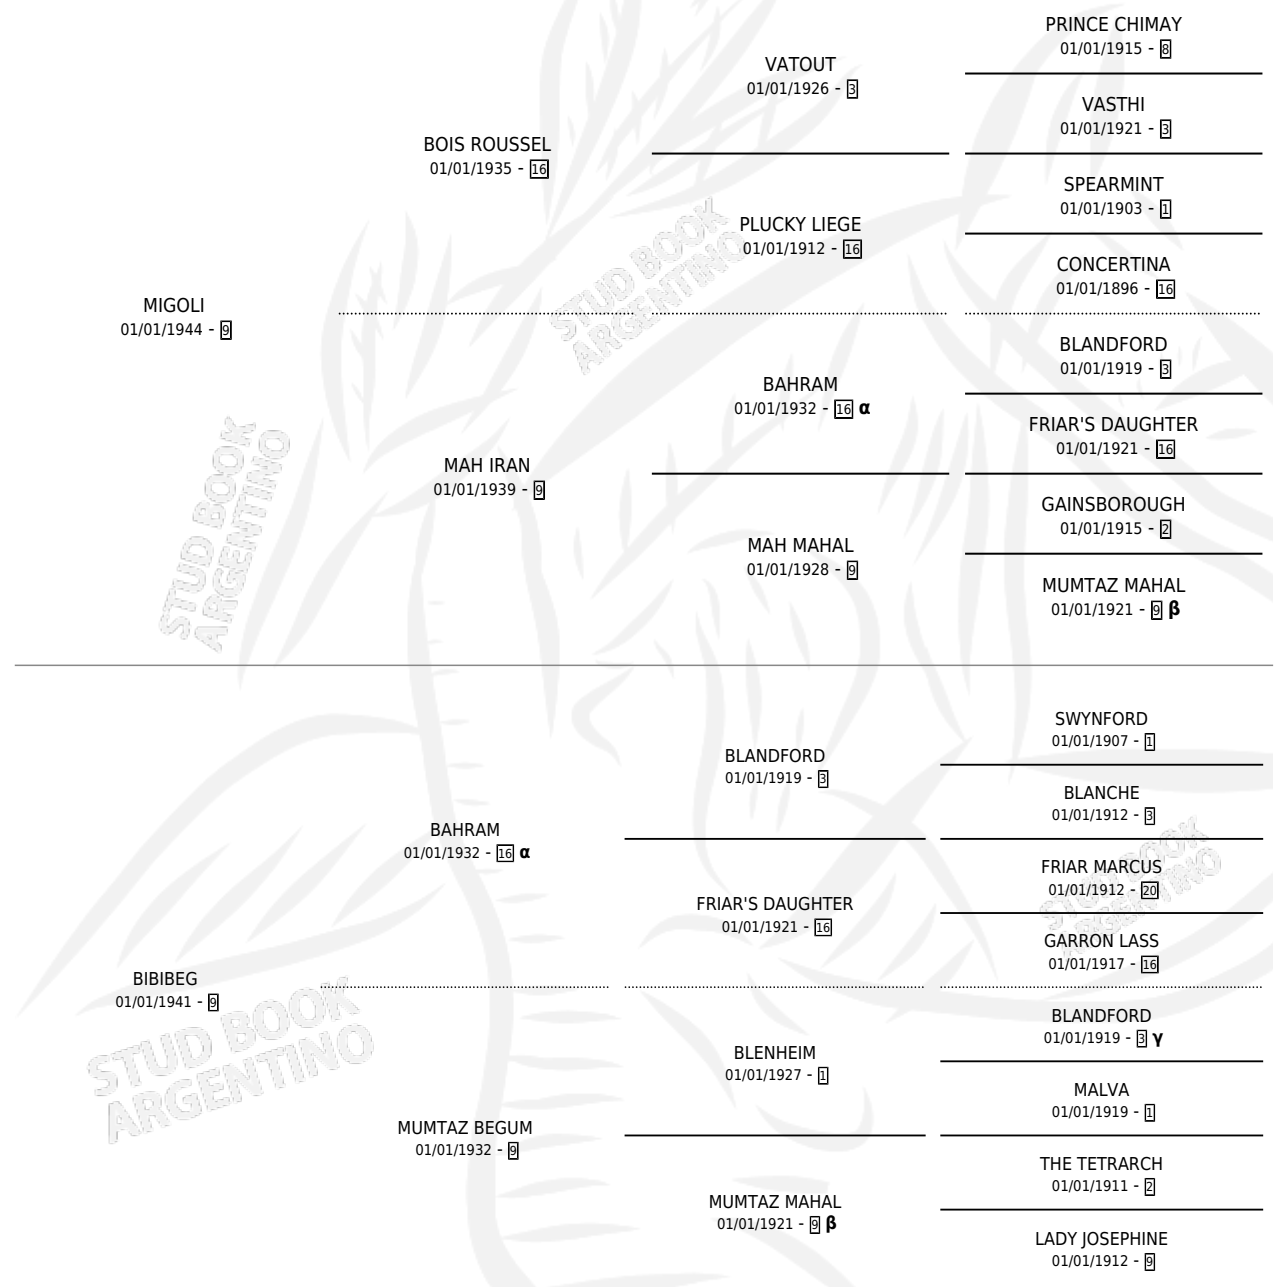 PRINCE CHIMAY
01/01/1915 - 8
VATOUT
01/01/1926 - 3
VASTHI
01/01/1921 - 3
BOIS ROUSSEL
01/01/1935 - 16
SPEARMINT
01/01/1903 - 1
PLUCKY LIEGE
01/01/1912 - 16
CONCERTINA
01/01/1896 - 16
MIGOLI
01/01/1944 - 9
BLANDFORD
01/01/1919 - 3
BAHRAM
01/01/1932 - 16 α
FRIAR'S DAUGHTER
01/01/1921 - 16
MAH IRAN
01/01/1939 - 9
GAINSBOROUGH
01/01/1915 - 2
MAH MAHAL
01/01/1928 - 9
MUMTAZ MAHAL
01/01/1921 - 9 β
STUD BOOK
ARGENTINO
STUD BOOK
ARGENTINO
SWYNFORD
01/01/1907 - 1
BLANDFORD
01/01/1919 - 3
BLANCHE
01/01/1912 - 3
BAHRAM
01/01/1932 - 16 α
FRIAR MARCUS
01/01/1912 - 20
FRIAR'S DAUGHTER
01/01/1921 - 16
GARRON LASS
01/01/1917 - 16
BIBIBEG
01/01/1941 - 9
BLANDFORD
01/01/1919 - 3 γ
BLENHEIM
01/01/1927 - 1
MALVA
01/01/1919 - 1
MUMTAZ BEGUM
01/01/1932 - 9
THE TETRARCH
01/01/1911 - 2
MUMTAZ MAHAL
01/01/1921 - 9 β
LADY JOSEPHINE
01/01/1912 - 9
STUD BOOK
ARGENTINO
STUD BOOK
ARGENTINO